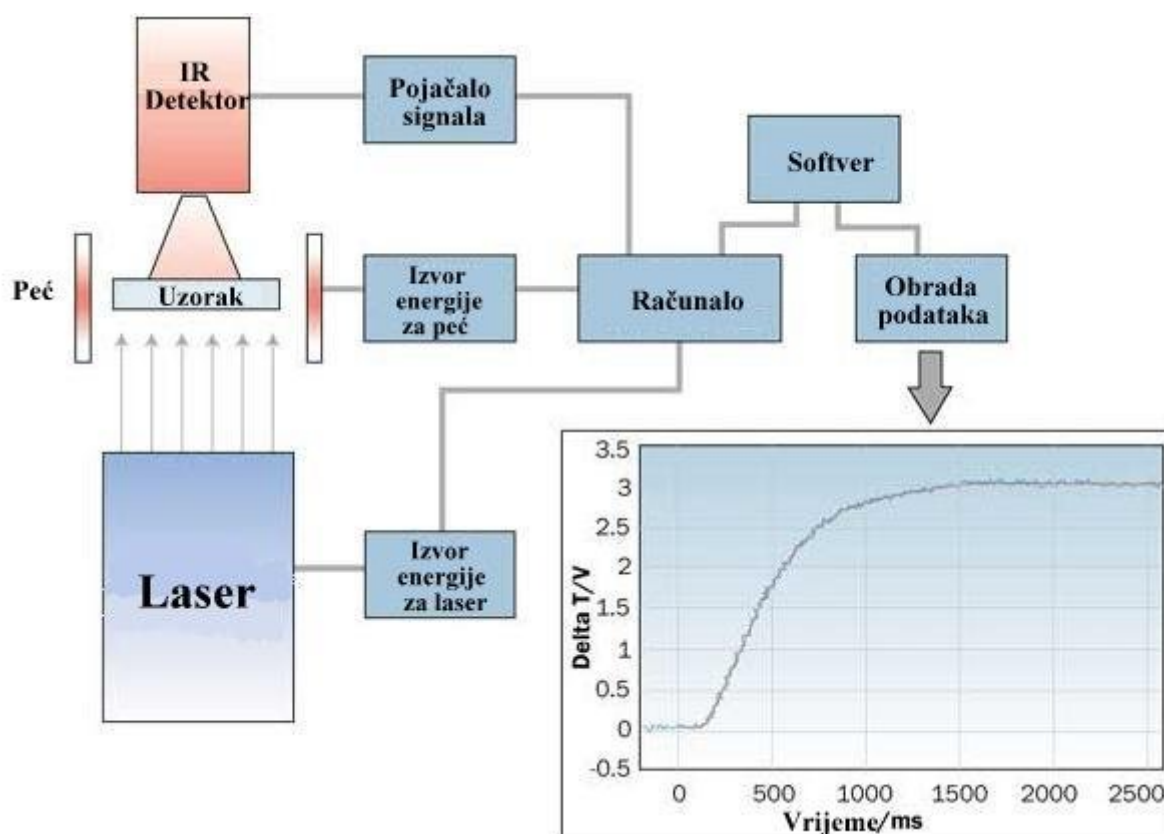 IR
Detektor
Pojačalo
signala
Softver
Peć
Uzorak
Izvor
energije
za peć
Računalo
Obrada
podataka
Laser
Izvor
energije
za laser
3.5
3
2.5
2
1.5
1
0.5
0
-0.5
Delta T/V
0 500 1000 1500 2000 2500
Vrijeme/ms